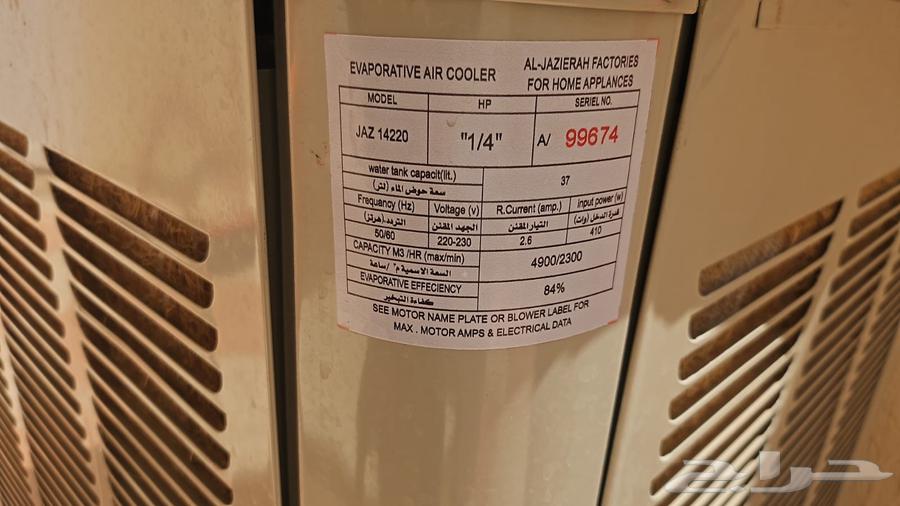 EVAPORATIVE AIR COOLER
AL-JAZIERAH FACTORIES
FOR HOME APPLANCES
MODEL HP SERIEL NO.
JAZ 14220 "1/4" A/ 99674
water tank capacit(lit.)
سعة حوض الماء (لتر)
37
Frequency (Hz) Voltage (v) R.Current (amp.) input power (w)
التردد (هرتز) الجهد المقنن التيار المقنن قدرة الدخل (وات)
50/60 220-230 2.6 410
CAPACITY M3 /HR (max/min)
السعة الاسمية م³ /ساعة
4900/2300
EVAPORATIVE EFFECIENCY
كفاءة التبخير
84%
SEE MOTOR NAME PLATE OR BLOWER LABEL FOR
MAX . MOTOR AMPS & ELECTRICAL DATA
حراج